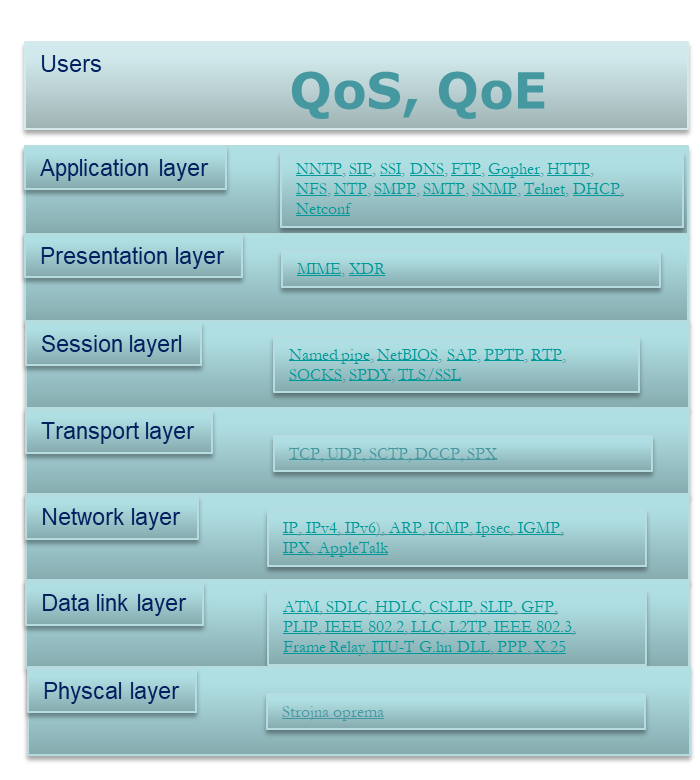 Users
QoS, QoE
Application layer
NNTP, SIP, SSI, DNS, FTP, Gopher, HTTP,
NFS, NTP, SMPP, SMTP, SNMP, Telnet, DHCP,
Netconf
Presentation layer
MIME, XDR
Session layerl
Named pipe, NetBIOS, SAP, PPTP, RTP,
SOCKS, SPDY, TLS/SSL
Transport layer
TCP, UDP, SCTP, DCCP, SPX
Network layer
IP, IPv4, IPv6), ARP, ICMP, Ipsec, IGMP,
IPX, AppleTalk
Data link layer
ATM, SDLC, HDLC, CSLIP, SLIP, GFP,
PLIP, IEEE 802.2, LLC, L2TP, IEEE 802.3,
Frame Relay, ITU-T G.hn DLL, PPP, X.25
Physcal layer
Strojna oprema